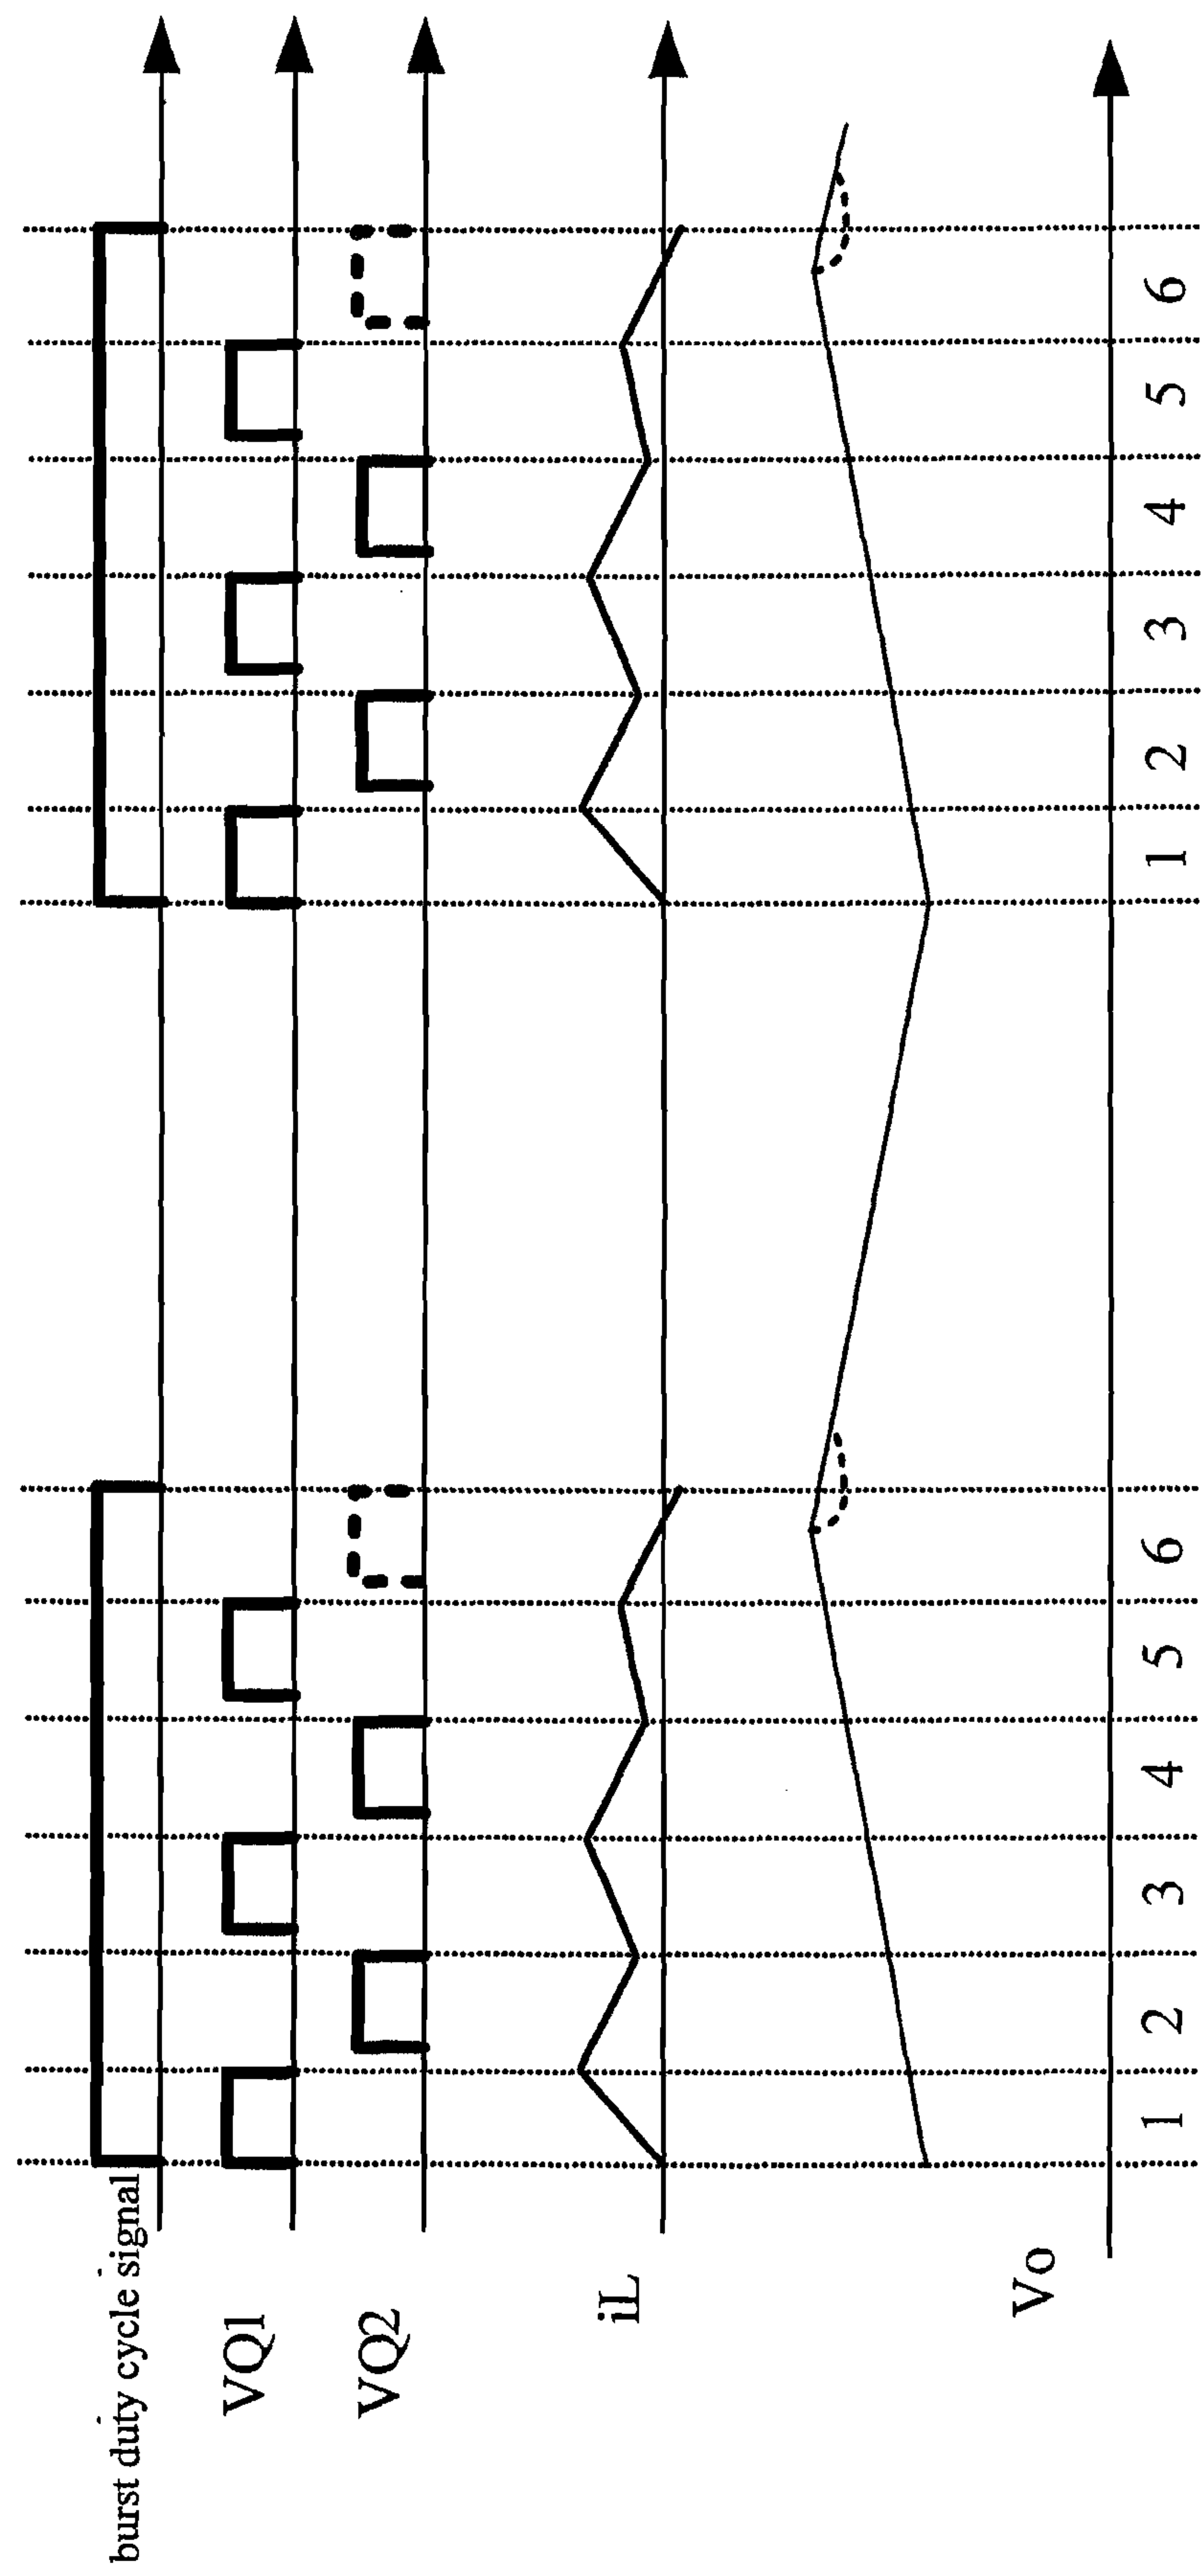 burst duty cycle signal
VQ1
VQ2
iL
Vo
1 2 3 4 5 6 1 2 3 4 5 6